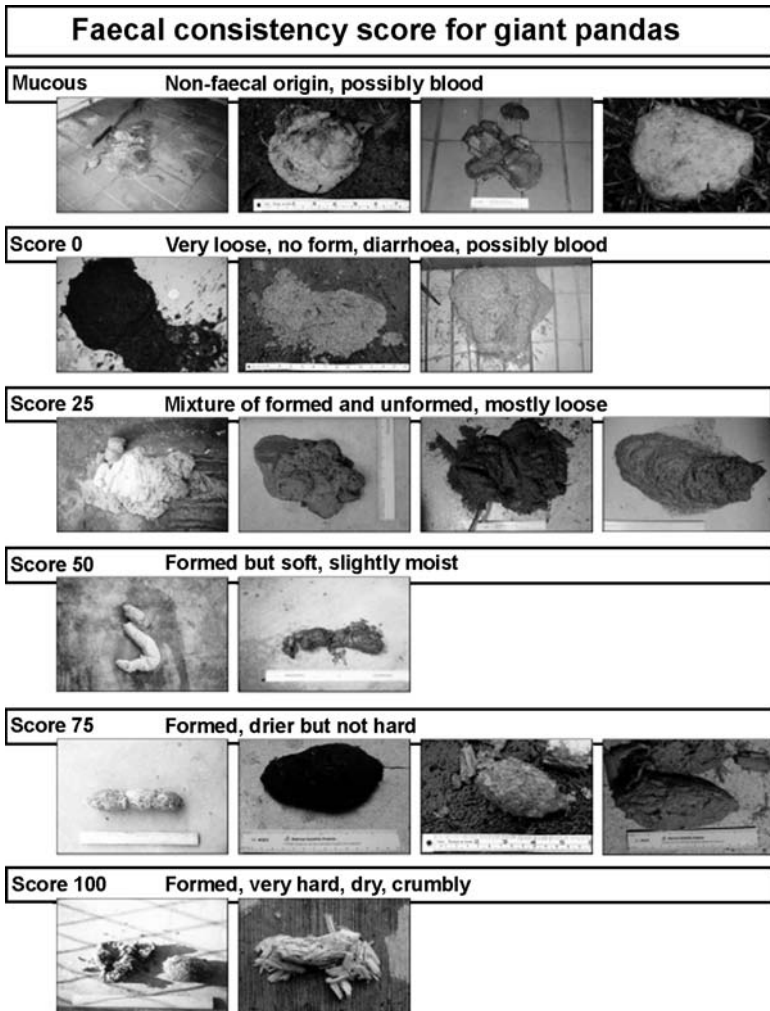 Faecal consistency score for giant pandas
Mucous Non-faecal origin, possibly blood
Score 0 Very loose, no form, diarrhoea, possibly blood
Score 25 Mixture of formed and unformed, mostly loose
Score 50 Formed but soft, slightly moist
Score 75 Formed, drier but not hard
Score 100 Formed, very hard, dry, crumbly